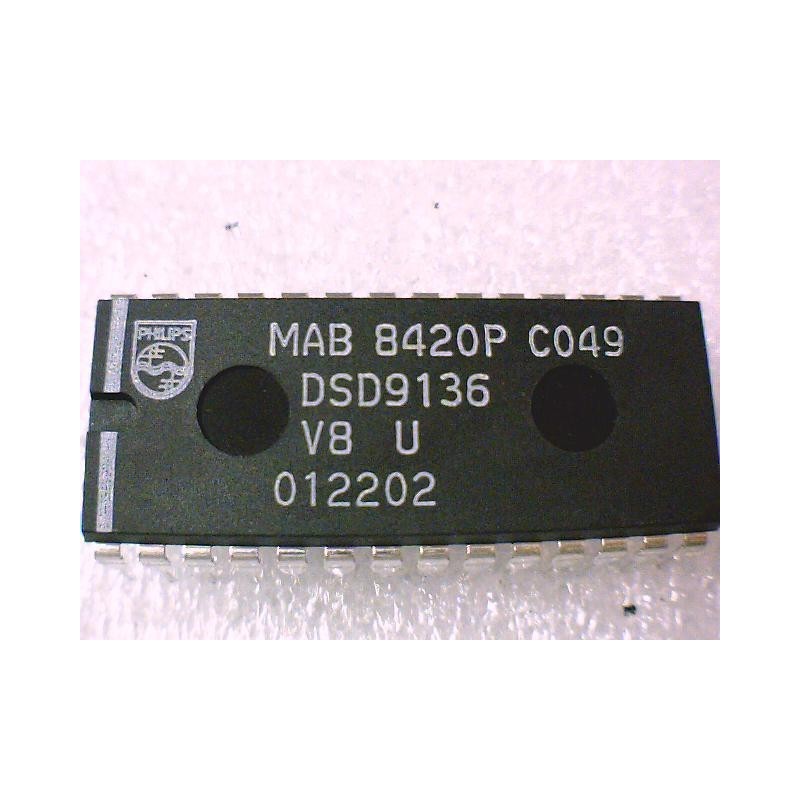 PHILIPS
MAB 8420P C049
DSD9136
V8 U
012202